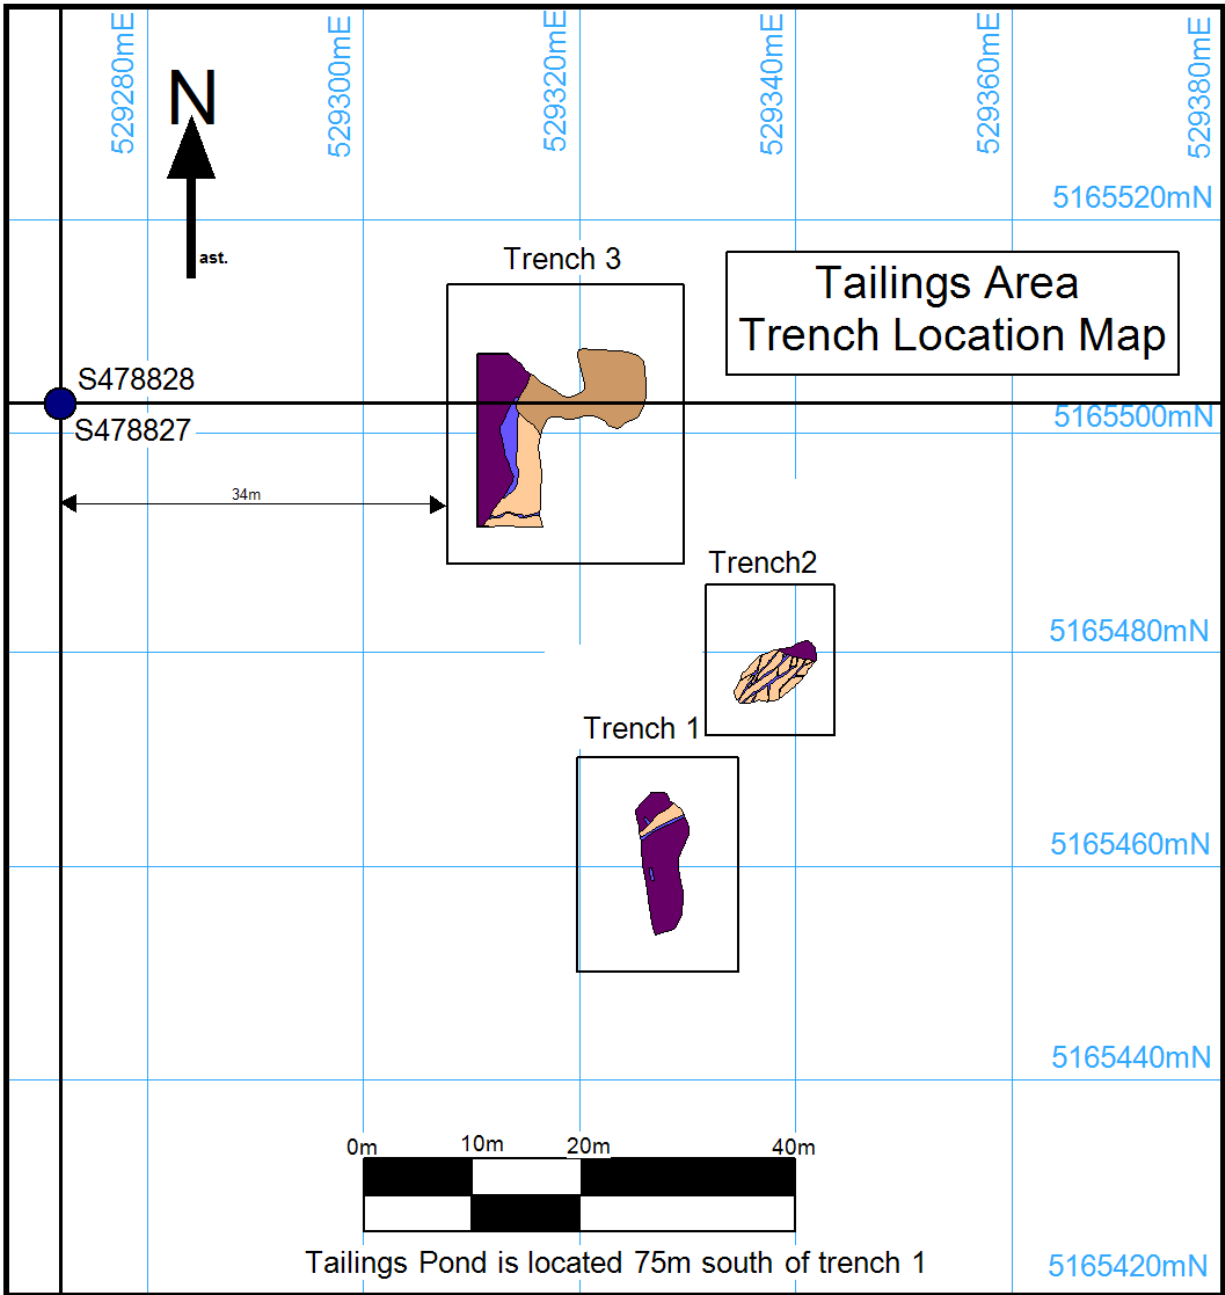 529280mE
529300mE
529320mE
529340mE
529360mE
529380mE
N
ast.
5165520mN
Trench 3
Tailings Area
Trench Location Map
S478828
S478827
5165500mN
34m
Trench2
5165480mN
Trench 1
5165460mN
5165440mN
0m
10m
20m
40m
Tailings Pond is located 75m south of trench 1
5165420mN